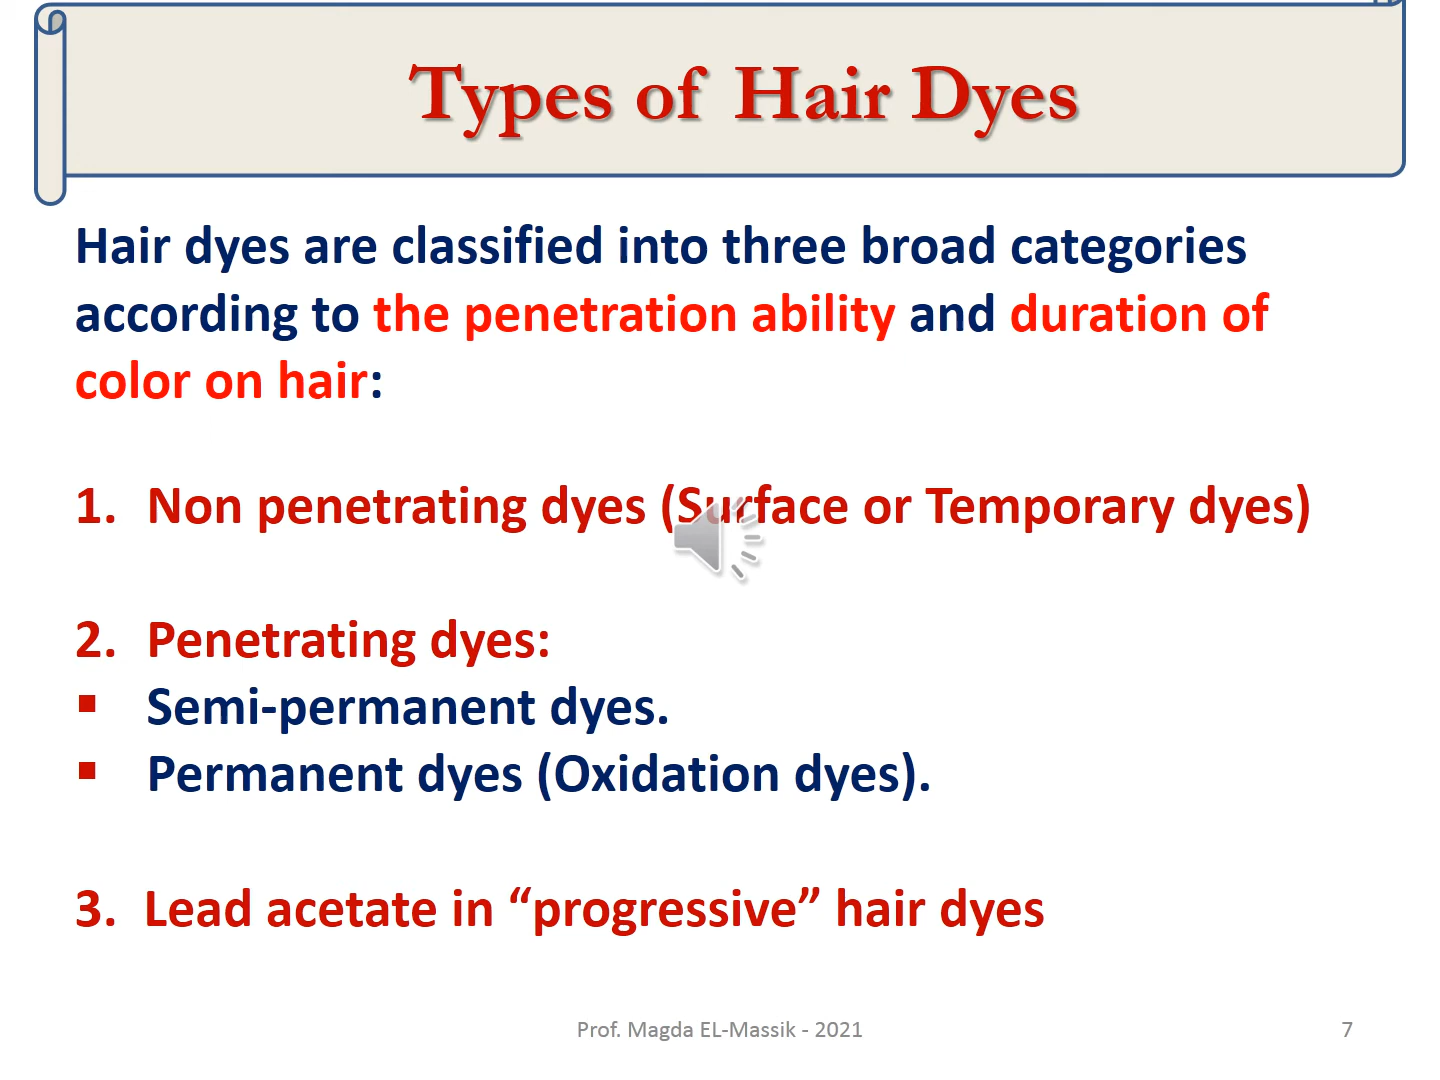 Types of Hair Dyes
Hair dyes are classified into three broad categories
according to the penetration ability and duration of
color on hair:
1. Non penetrating dyes (Surface or Temporary dyes)
2. Penetrating dyes:
▪ Semi-permanent dyes.
▪ Permanent dyes (Oxidation dyes).
3. Lead acetate in “progressive” hair dyes
Prof. Magda EL-Massik - 2021
7